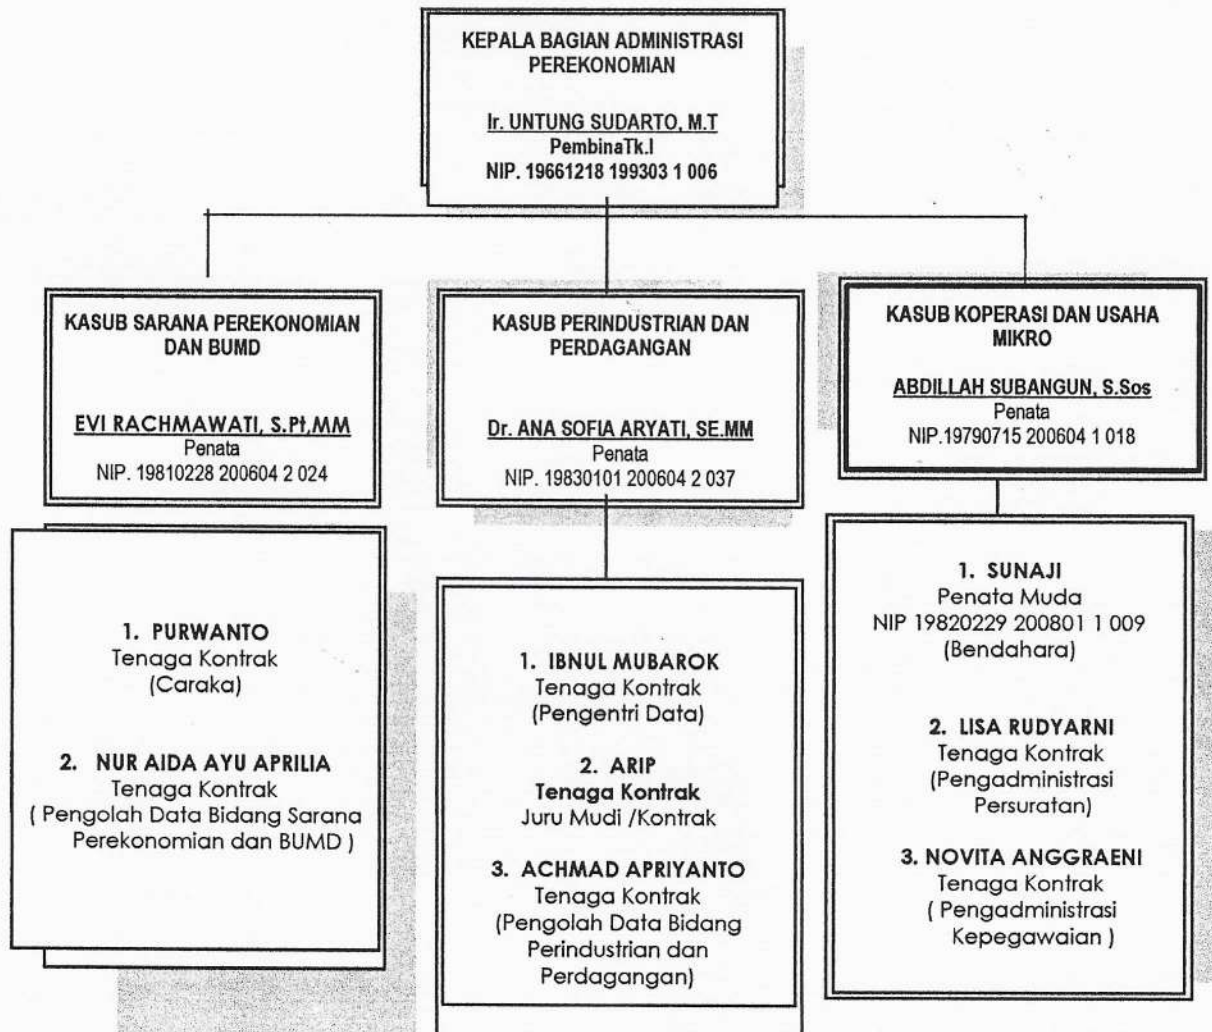 KEPALA BAGIAN ADMINISTRASI
PEREKONOMIAN
Ir. UNTUNG SUDARTO, M.T
PembinaTk.I
NIP. 19661218 199303 1 006
KASUB SARANA PEREKONOMIAN
DAN BUMD
EVI RACHMAWATI, S.Pt,MM
Penata
NIP. 19810228 200604 2 024
KASUB PERINDUSTRIAN DAN
PERDAGANGAN
Dr. ANA SOFIA ARYATI, SE.MM
Penata
NIP. 19830101 200604 2 037
KASUB KOPERASI DAN USAHA
MIKRO
ABDILLAH SUBANGUN, S.Sos
Penata
NIP.19790715 200604 1 018
1. PURWANTO
Tenaga Kontrak
(Caraka)
2. NUR AIDA AYU APRILIA
Tenaga Kontrak
( Pengolah Data Bidang Sarana
Perekonomian dan BUMD )
1. IBNUL MUBAROK
Tenaga Kontrak
(Pengentri Data)
2. ARIP
Tenaga Kontrak
Juru Mudi /Kontrak
3. ACHMAD APRIYANTO
Tenaga Kontrak
(Pengolah Data Bidang
Perindustrian dan
Perdagangan)
1. SUNAJI
Penata Muda
NIP 19820229 200801 1 009
(Bendahara)
2. LISA RUDYARNI
Tenaga Kontrak
(Pengadministrasi
Persuratan)
3. NOVITA ANGGRAENI
Tenaga Kontrak
( Pengadministrasi
Kepegawaian )